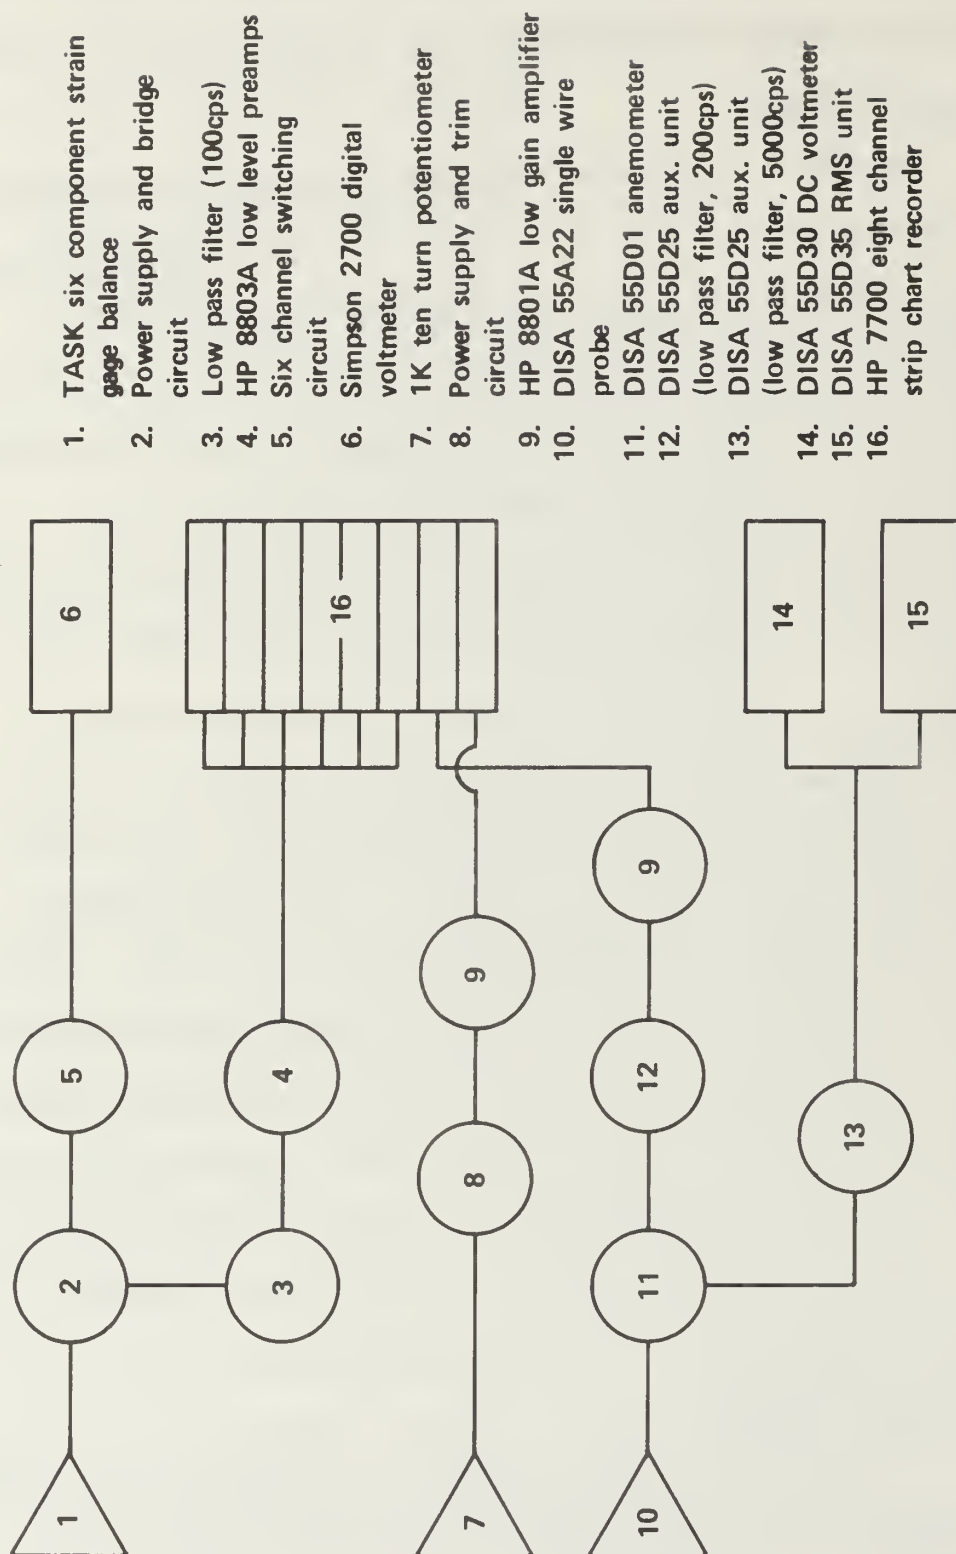 1. TASK six component strain
gage balance
2. Power supply and bridge
circuit
3. Low pass filter (100cps)
4. HP 8803A low level preamps
5. Six channel switching
circuit
6. Simpson 2700 digital
voltmeter
7. 1K ten turn potentiometer
8. Power supply and trim
circuit
9. HP 8801A low gain amplifier
10. DISA 55A22 single wire
probe
11. DISA 55D01 anemometer
12. DISA 55D25 aux. unit
(low pass filter, 200cps)
13. DISA 55D25 aux. unit
(low pass filter, 5000cps)
14. DISA 55D30 DC voltmeter
15. DISA 55D35 RMS unit
16. HP 7700 eight channel
strip chart recorder
1
2
5
6
3
4
16
7
8
9
10
11
12
9
13
14
15